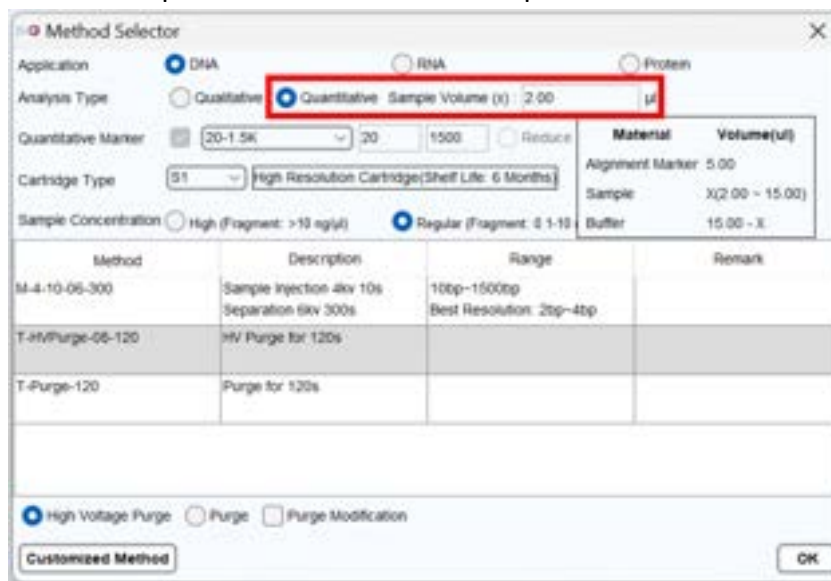 Method Selector
Application DNA RNA Protein
Analysis Type Qualitative Quantitative Sample Volume (x) : 2.00 µl
Quantitative Marker 20-1.5K 20 1500 Reduce
Material Volume(ul)
Alignment Marker 5.00
Sample X(2.00 ~ 15.00)
Buffer 15.00 - X
Cartridge Type S1 High Resolution Cartridge(Shelf Life: 6 Months)
Sample Concentration High (Fragment: >10 ng/µl) Regular (Fragment: 0.1-10
Method Description Range Remark
M-4-10-06-300 Sample Injection 4kv 10s 10bp~1500bp
Separation 6kv 300s Best Resolution: 2bp~4bp
T-HVPurge-08-120 HV Purge for 120s
T-Purge-120 Purge for 120s
High Voltage Purge Purge Purge Modification
Customized Method OK